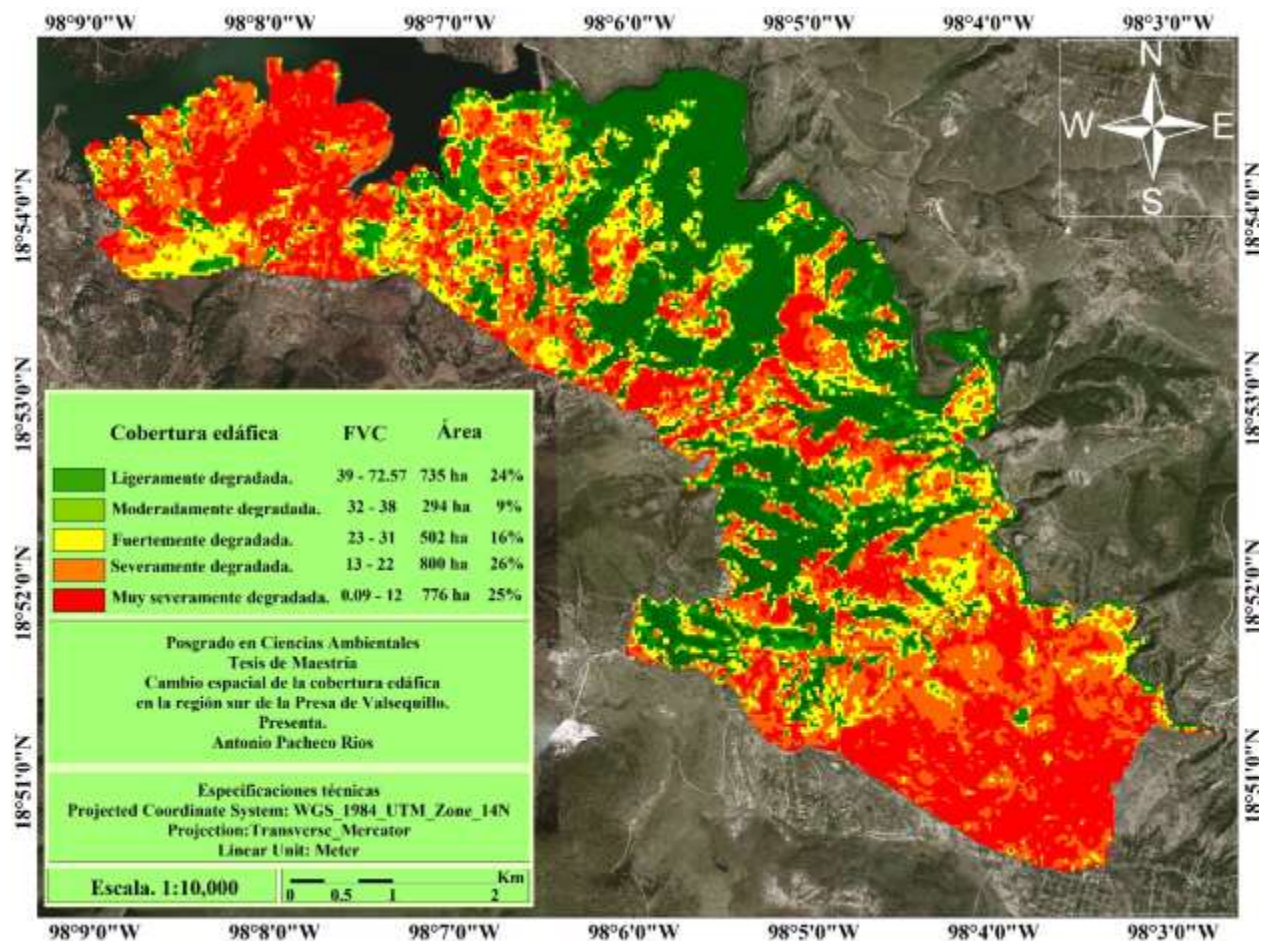 98°9'0"W 98°8'0"W 98°7'0"W 98°6'0"W 98°5'0"W 98°4'0"W 98°3'0"W
N
W E
S
18°54'0"N 18°54'0"N
18°53'0"N 18°53'0"N
18°52'0"N 18°52'0"N
18°51'0"N 18°51'0"N
Cobertura edáfica FVC Área
Ligeramente degradada. 39 - 72.57 735 ha 24%
Moderadamente degradada. 32 - 38 294 ha 9%
Fuertemente degradada. 23 - 31 502 ha 16%
Severamente degradada. 13 - 22 800 ha 26%
Muy severamente degradada. 0.09 - 12 776 ha 25%
Posgrado en Ciencias Ambientales
Tesis de Maestría
Cambio espacial de la cobertura edáfica
en la región sur de la Presa de Valsequillo.
Presenta.
Antonio Pacheco Rios
Especificaciones técnicas
Projected Coordinate System: WGS_1984_UTM_Zone_14N
Projection:Transverse_Mercator
Linear Unit: Meter
Escala. 1:10,000
Km
0 0.5 1 2
98°9'0"W 98°8'0"W 98°7'0"W 98°6'0"W 98°5'0"W 98°4'0"W 98°3'0"W